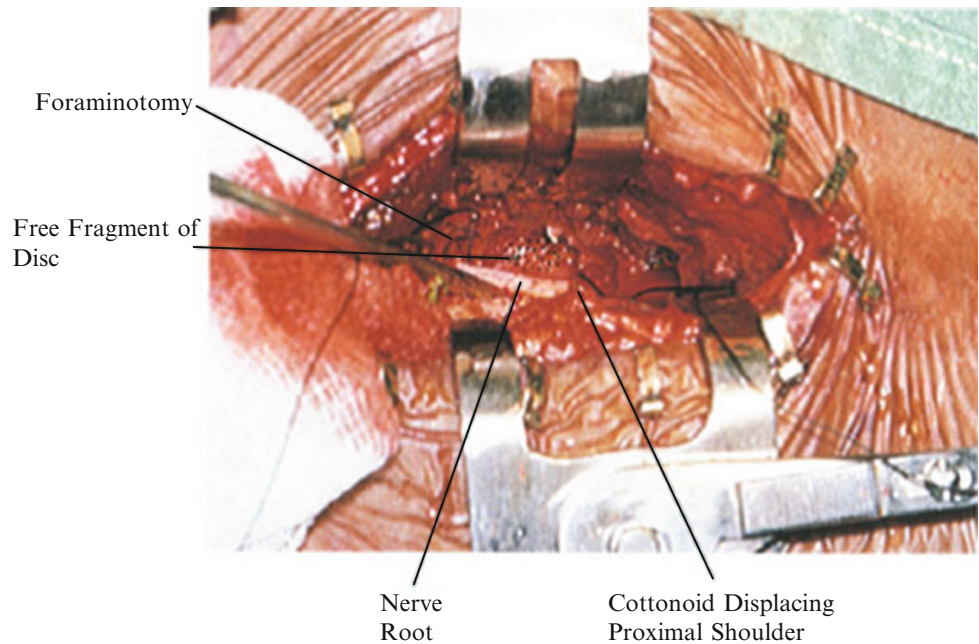 Foraminotomy
Free Fragment of
Disc
Nerve
Root
Cottonoid Displacing
Proximal Shoulder